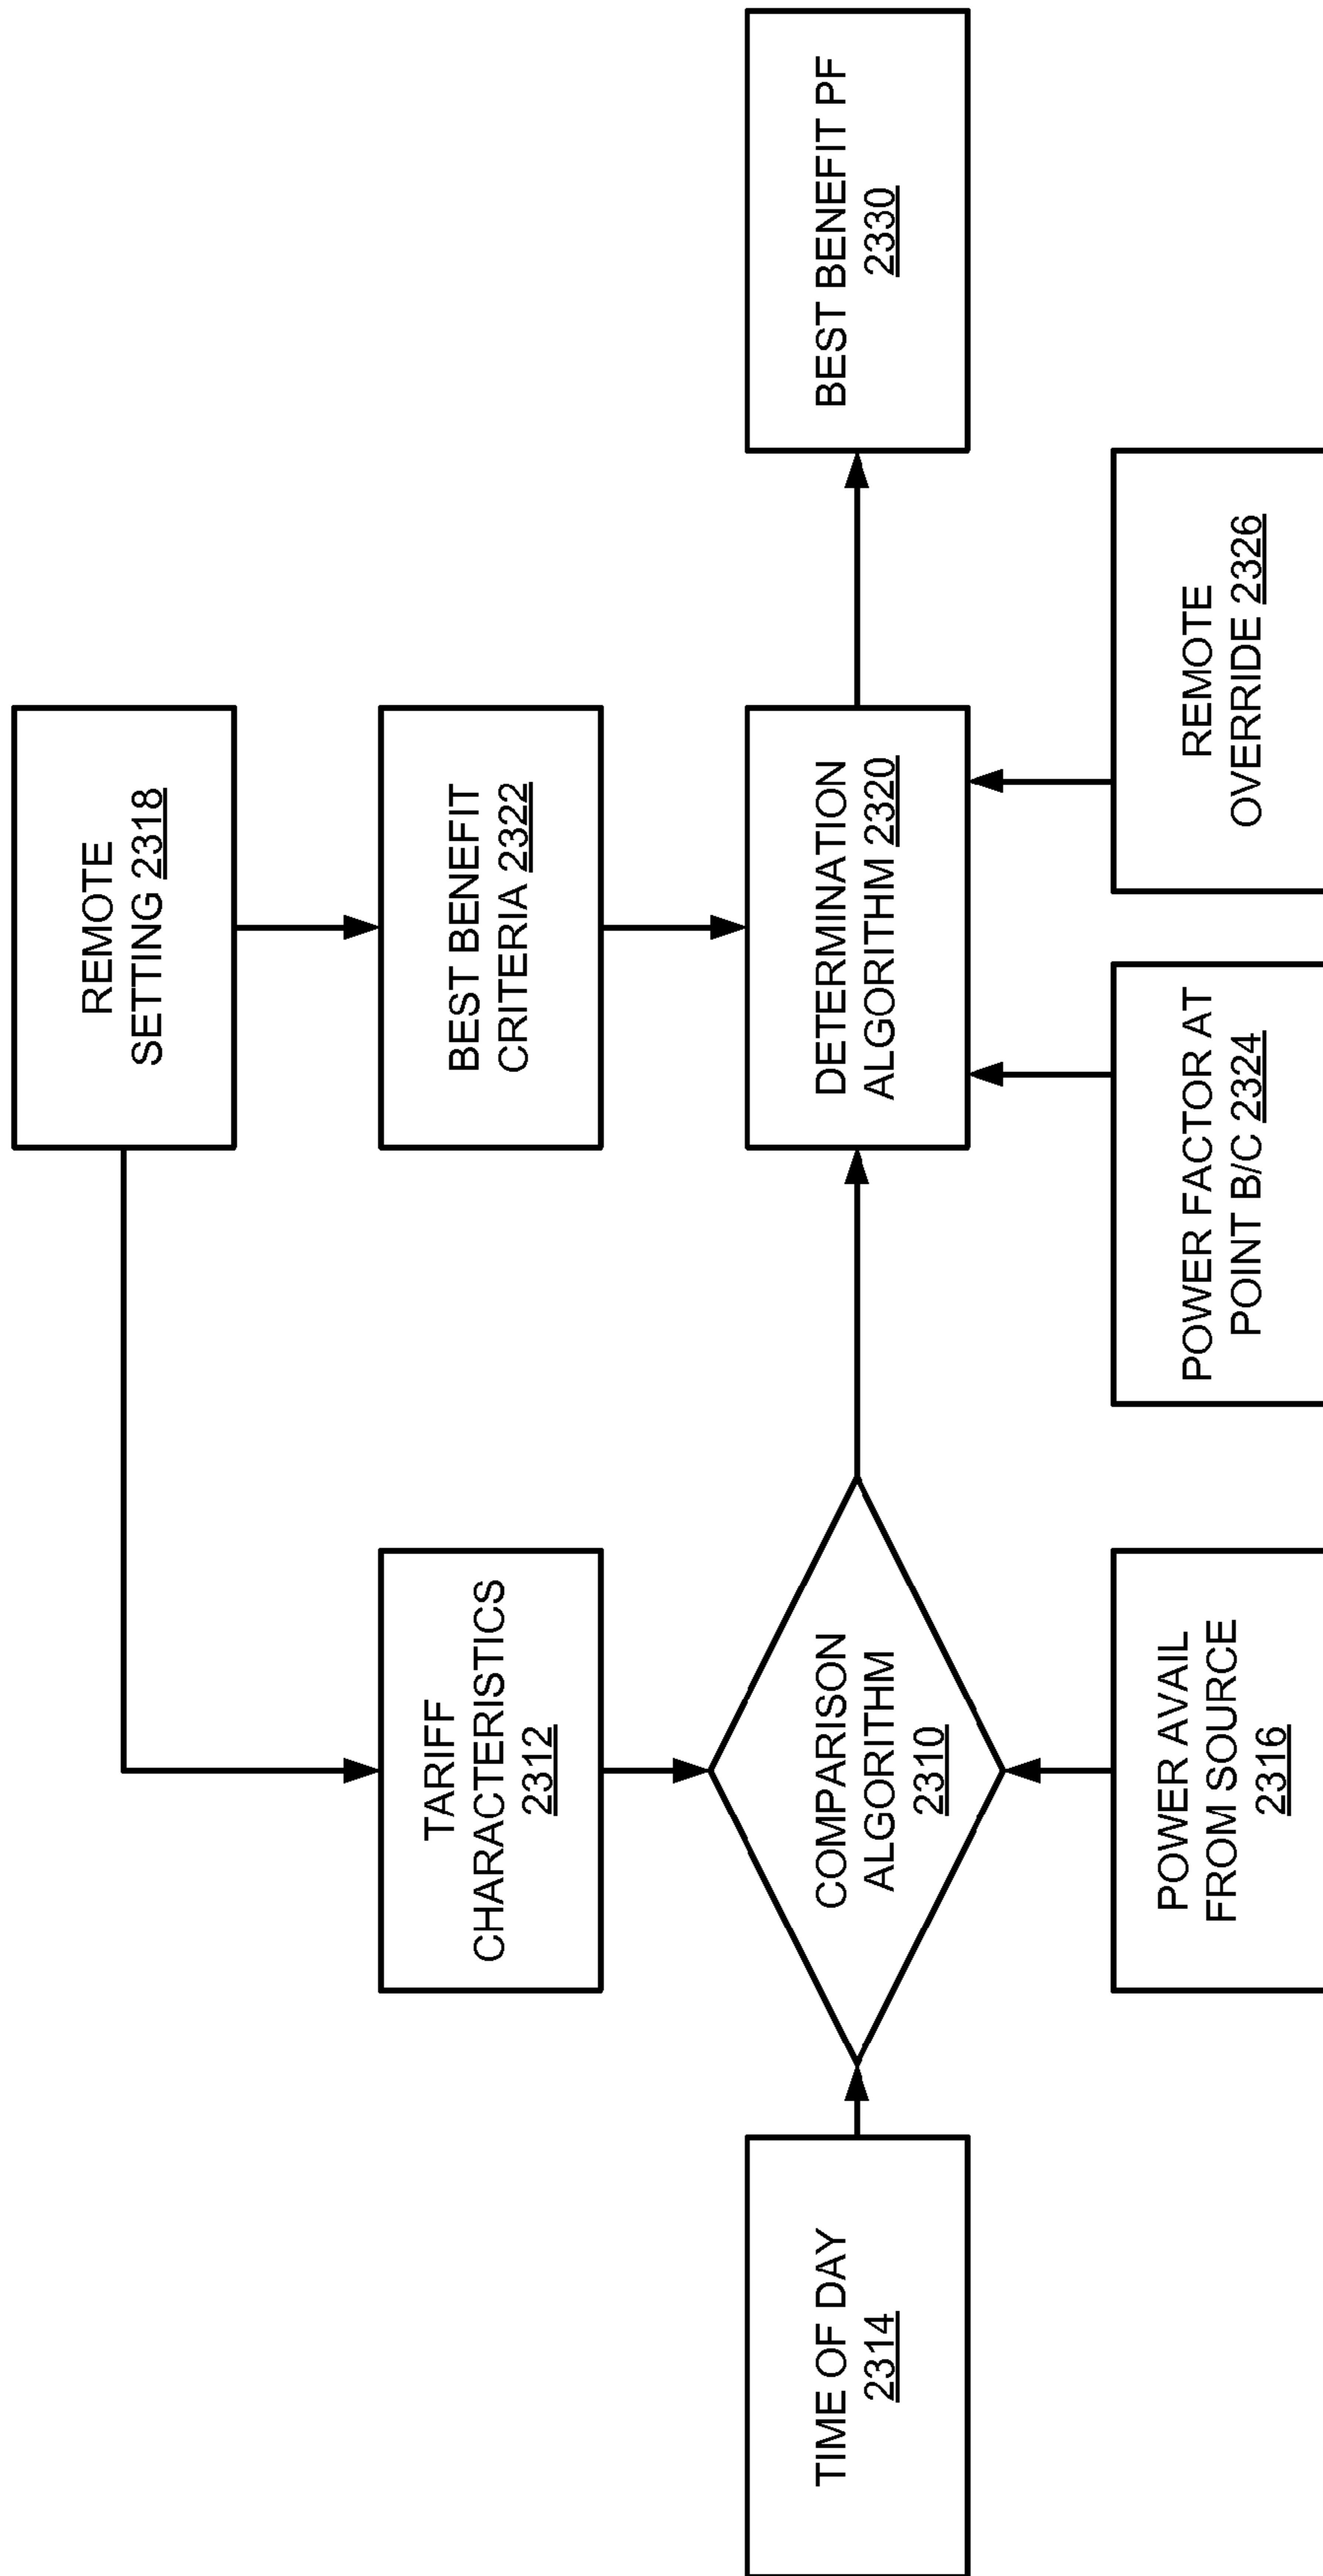 REMOTE
SETTING 2318
TARIFF
CHARACTERISTICS
2312
BEST BENEFIT
CRITERIA 2322
TIME OF DAY
2314
COMPARISON
ALGORITHM
2310
DETERMINATION
ALGORITHM 2320
BEST BENEFIT PF
2330
POWER AVAIL
FROM SOURCE
2316
POWER FACTOR AT
POINT B/C 2324
REMOTE
OVERRIDE 2326